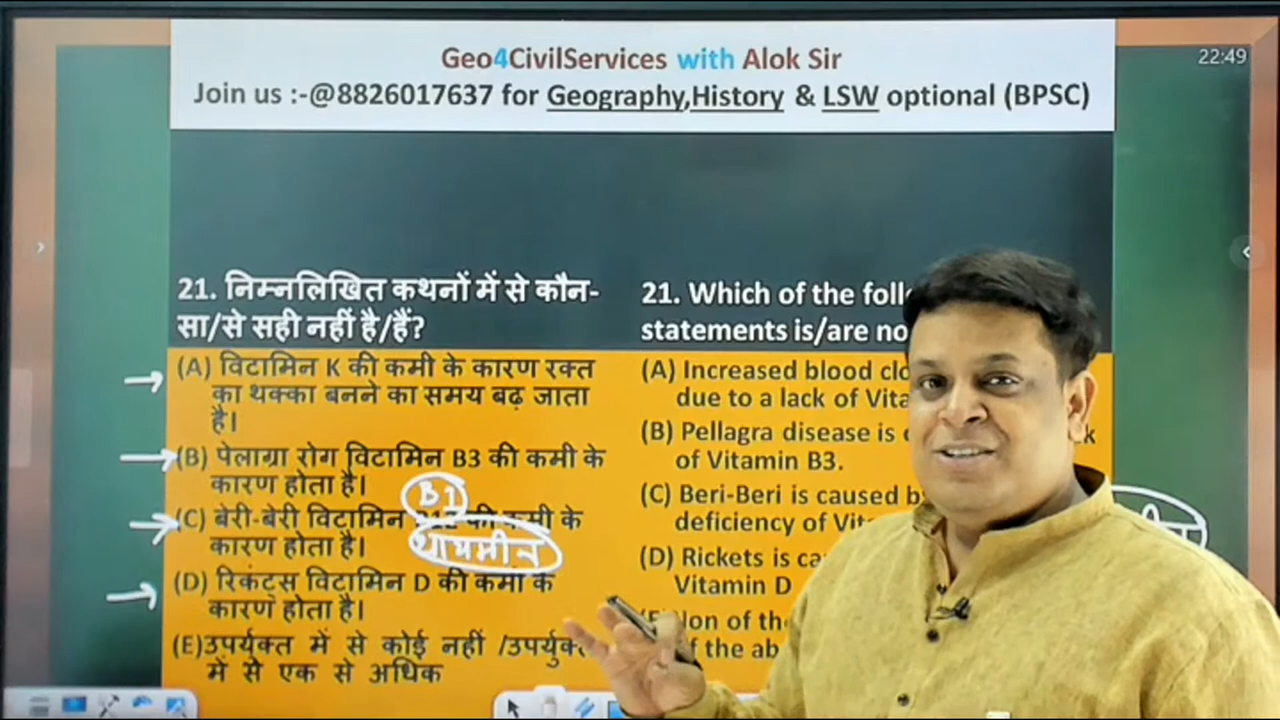 Geo4CivilServices with Alok Sir
Join us :-@8826017637 for Geography,History & LSW optional (BPSC)
22:49
21. निम्नलिखित कथनों में से कौन-
सा/से सही नहीं है/हैं?
(A) विटामिन K की कमी के कारण रक्त
का थक्का बनने का समय बढ़ जाता
है।
(B) पेलाग्रा रोग विटामिन B3 की कमी के
कारण होता है।
B1
(C) बेरी-बेरी विटामिन की कमी के
थायमीन
कारण होता है।
(D) रिकेट्स विटामिन D की कमी के
कारण होता है।
(E)उपर्युक्त में से कोई नहीं /उपर्युक्त
में से एक से अधिक
21. Which of the foll
statements is/are no
(A) Increased blood clo
due to a lack of Vita
(B) Pellagra disease is
k
of Vitamin B3.
(C) Beri-Beri is caused b
deficiency of Vit
(D) Rickets is ca
Vitamin D
Non of th
f the ab